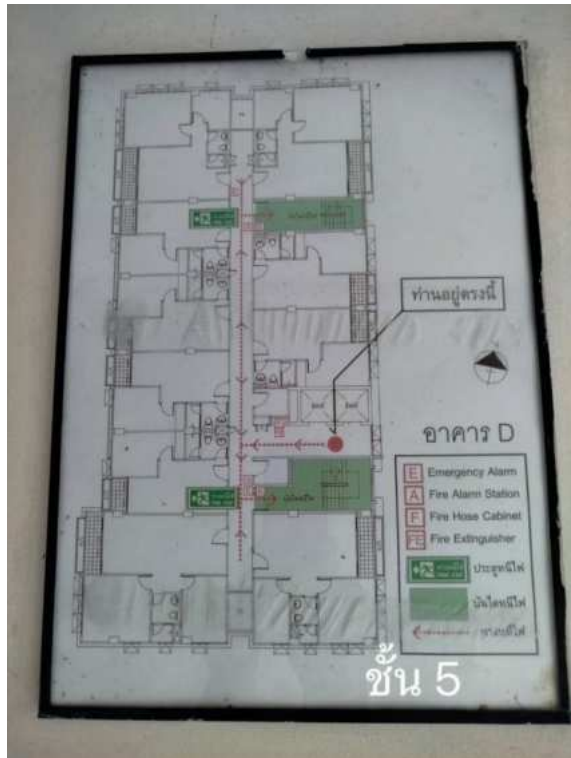 ท่านอยู่ตรงนี้
อาคาร D
E Emergency Alarm
A Fire Alarm Station
F Fire Hose Cabinet
FE Fire Extinguisher
ประตูหนีไฟ
บันไดหนีไฟ
ทางหนีไฟ
ชั้น 5